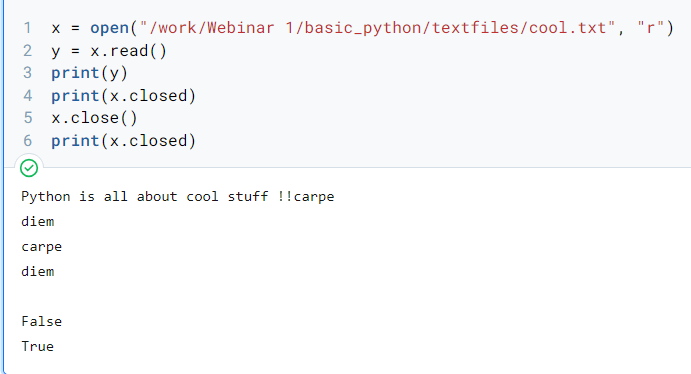 1 x = open("/work/Webinar 1/basic_python/textfiles/cool.txt", "r")
2 y = x.read()
3 print(y)
4 print(x.closed)
5 x.close()
6 print(x.closed)
Python is all about cool stuff !!carpe
diem
carpe
diem
False
True